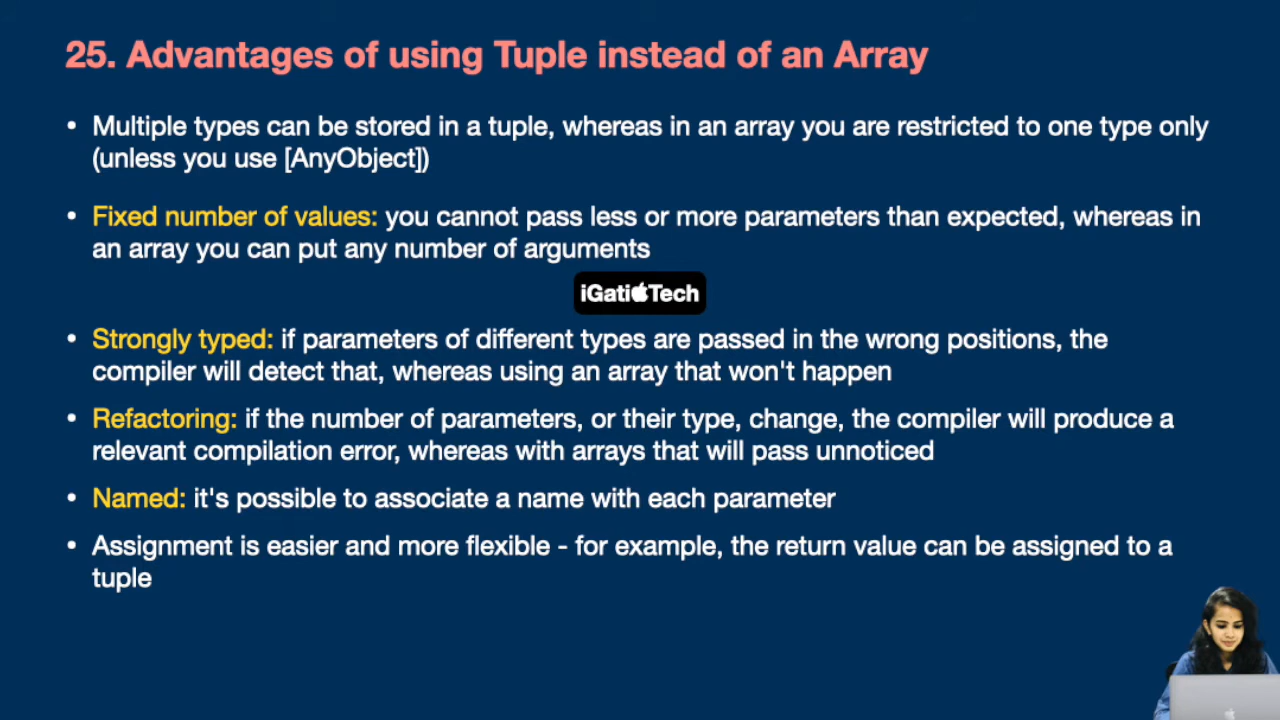 25. Advantages of using Tuple instead of an Array
• Multiple types can be stored in a tuple, whereas in an array you are restricted to one type only
(unless you use [AnyObject])
• Fixed number of values: you cannot pass less or more parameters than expected, whereas in
an array you can put any number of arguments
iGati Tech
• Strongly typed: if parameters of different types are passed in the wrong positions, the
compiler will detect that, whereas using an array that won't happen
• Refactoring: if the number of parameters, or their type, change, the compiler will produce a
relevant compilation error, whereas with arrays that will pass unnoticed
• Named: it's possible to associate a name with each parameter
• Assignment is easier and more flexible - for example, the return value can be assigned to a
tuple